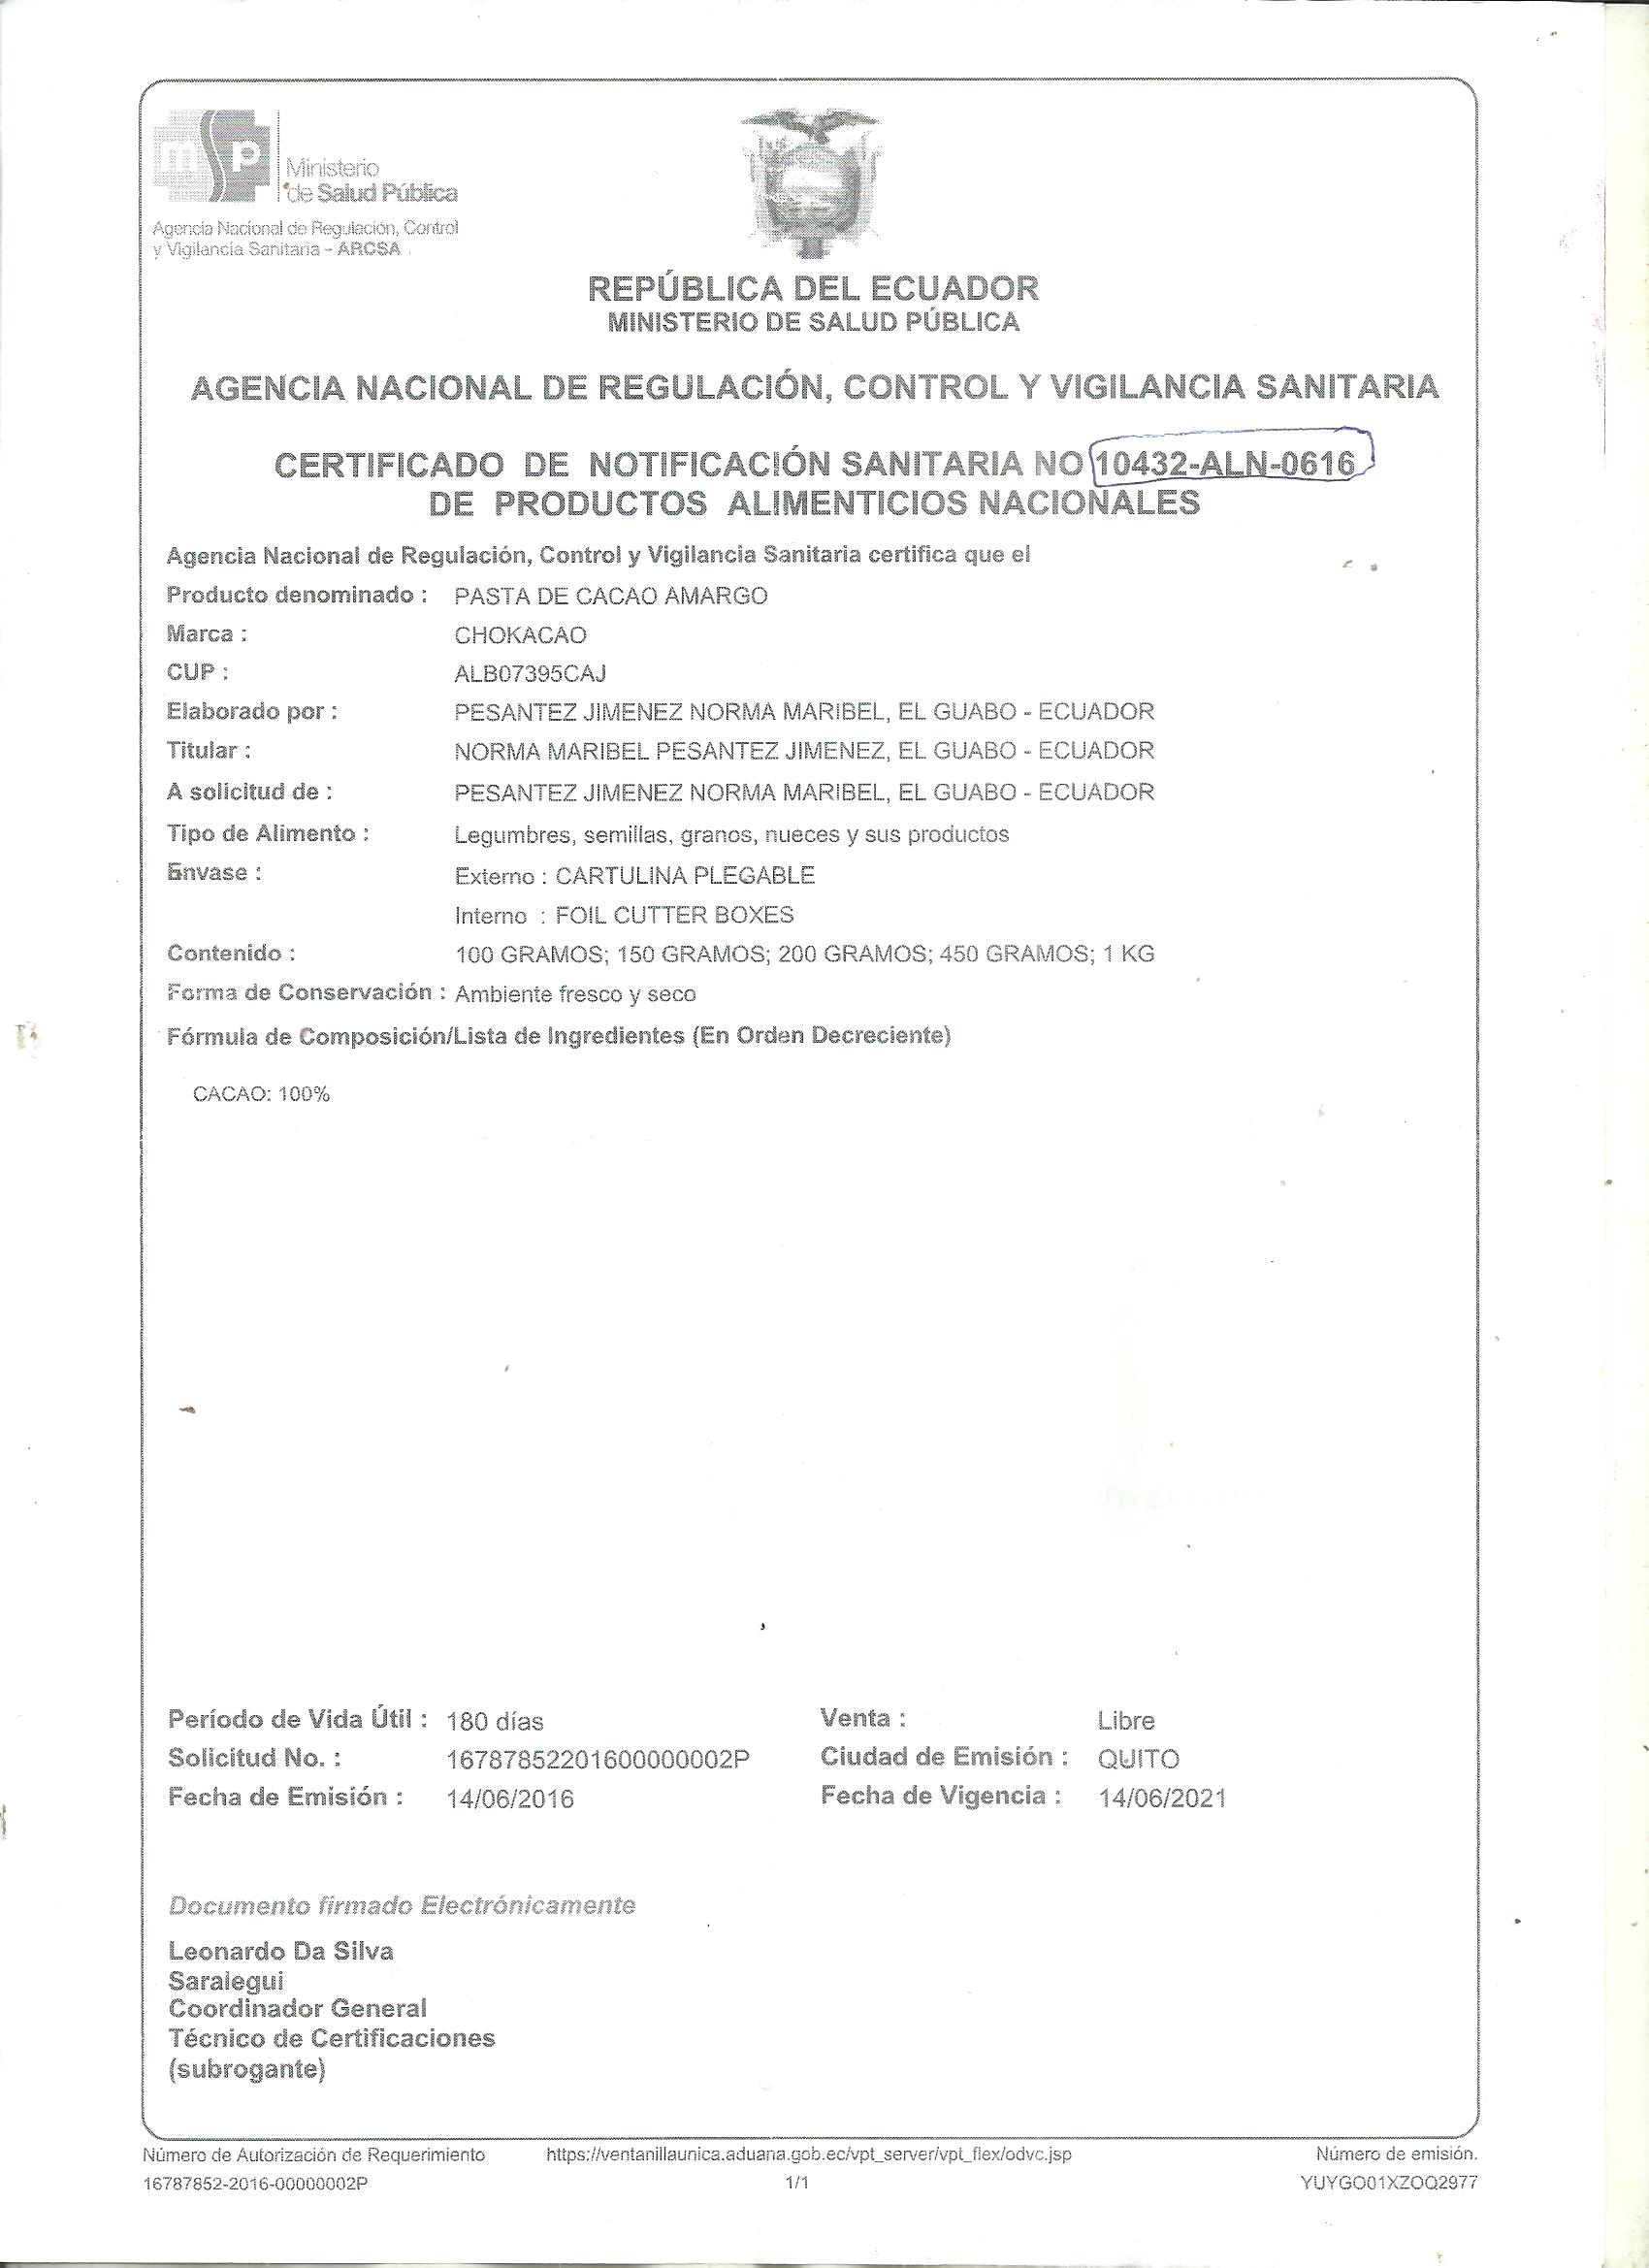 msp
Ministerio
de Salud Pública
Agencia Nacional de Regulación, Control
y Vigilancia Sanitaria - ARCSA
REPÚBLICA DEL ECUADOR
MINISTERIO DE SALUD PÚBLICA
AGENCIA NACIONAL DE REGULACIÓN, CONTROL Y VIGILANCIA SANITARIA
CERTIFICADO DE NOTIFICACIÓN SANITARIA NO 10432-ALN-0616
DE PRODUCTOS ALIMENTICIOS NACIONALES
Agencia Nacional de Regulación, Control y Vigilancia Sanitaria certifica que el
Producto denominado : PASTA DE CACAO AMARGO
Marca : CHOKACAO
CUP : ALB07395CAJ
Elaborado por : PESANTEZ JIMENEZ NORMA MARIBEL, EL GUABO - ECUADOR
Titular : NORMA MARIBEL PESANTEZ JIMENEZ, EL GUABO - ECUADOR
A solicitud de : PESANTEZ JIMENEZ NORMA MARIBEL, EL GUABO - ECUADOR
Tipo de Alimento : Legumbres, semillas, granos, nueces y sus productos
Envase : Externo : CARTULINA PLEGABLE
Interno : FOIL CUTTER BOXES
Contenido : 100 GRAMOS; 150 GRAMOS; 200 GRAMOS; 450 GRAMOS; 1 KG
Forma de Conservación : Ambiente fresco y seco
Fórmula de Composición/Lista de Ingredientes (En Orden Decreciente)
CACAO: 100%
Período de Vida Útil : 180 días Venta : Libre
Solicitud No. : 16787852201600000002P Ciudad de Emisión : QUITO
Fecha de Emisión : 14/06/2016 Fecha de Vigencia : 14/06/2021
Documento firmado Electrónicamente
Leonardo Da Silva
Saralegui
Coordinador General
Técnico de Certificaciones
(subrogante)
Número de Autorización de Requerimiento https://ventanillaunica.aduana.gob.ec/vpt_server/vpt_flex/odvc.jsp Número de emisión.
16787852-2016-00000002P 1/1 YUYGO01XZOQ2977